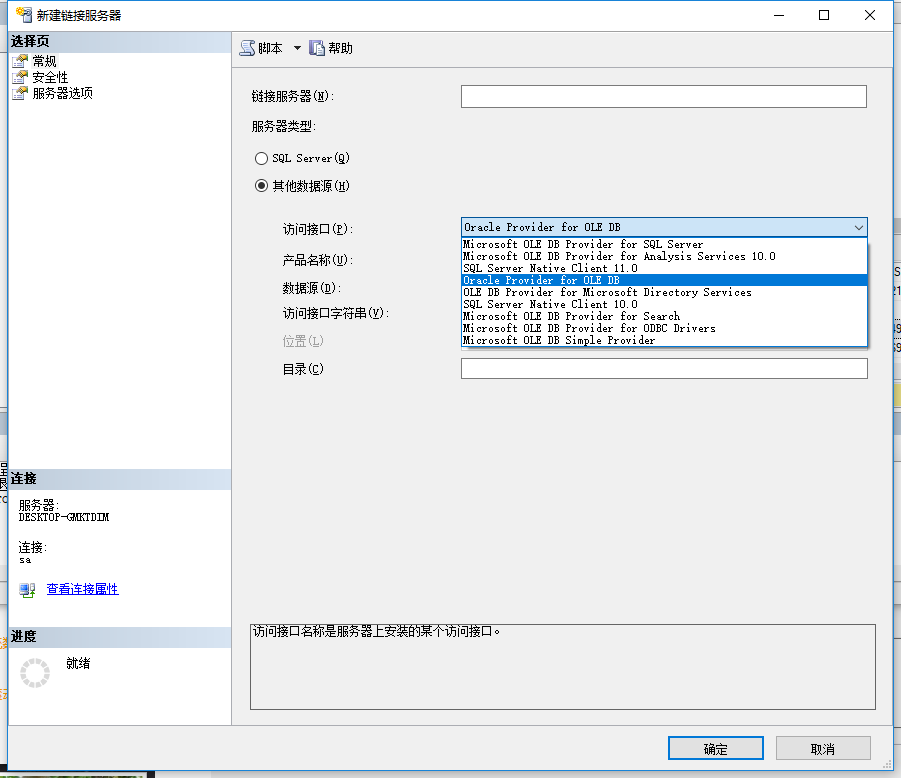 新建链接服务器
选择页
常规
安全性
服务器选项
脚本 帮助
链接服务器(N):
服务器类型:
SQL Server(Q)
其他数据源(H)
访问接口(P): Oracle Provider for OLE DB
Microsoft OLE DB Provider for SQL Server
Microsoft OLE DB Provider for Analysis Services 10.0
SQL Server Native Client 11.0
Oracle Provider for OLE DB
OLE DB Provider for Microsoft Directory Services
SQL Server Native Client 10.0
Microsoft OLE DB Provider for Search
Microsoft OLE DB Provider for ODBC Drivers
Microsoft OLE DB Simple Provider
产品名称(U):
数据源(D):
访问接口字符串(V):
位置(L)
目录(C)
连接
服务器:
DESKTOP-GMKTDIM
连接:
sa
查看连接属性
进度
就绪
访问接口名称是服务器上安装的某个访问接口。
确定
取消